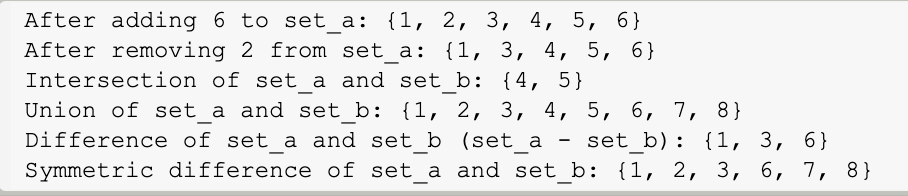 After adding 6 to set_a: {1, 2, 3, 4, 5, 6}
After removing 2 from set_a: {1, 3, 4, 5, 6}
Intersection of set_a and set_b: {4, 5}
Union of set_a and set_b: {1, 2, 3, 4, 5, 6, 7, 8}
Difference of set_a and set_b (set_a - set_b): {1, 3, 6}
Symmetric difference of set_a and set_b: {1, 2, 3, 6, 7, 8}